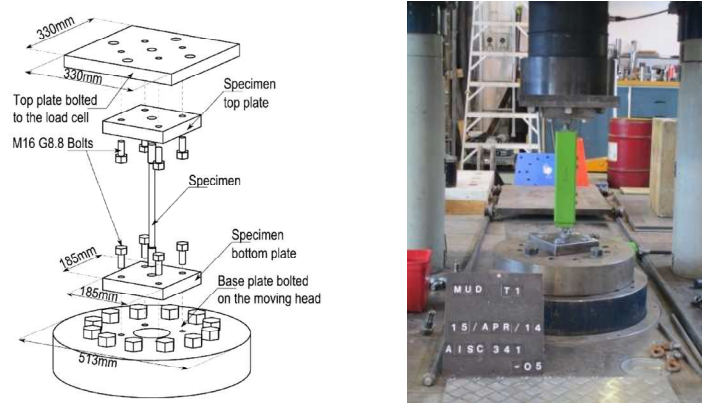 330mm
330mm
Top plate bolted
to the load cell
Specimen
top plate
M16 G8.8 Bolts
Specimen
185mm
Specimen
bottom plate
185mm
Base plate bolted
on the moving head
513mm
MUD T1
15/APR/14
AISC 341
-05